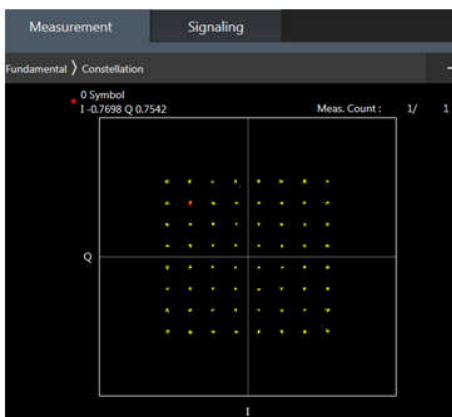 Measurement Signaling
Fundamental ❭ Constellation
0 Symbol
I -0.7698 Q 0.7542 Meas. Count : 1/ 1
Q
I